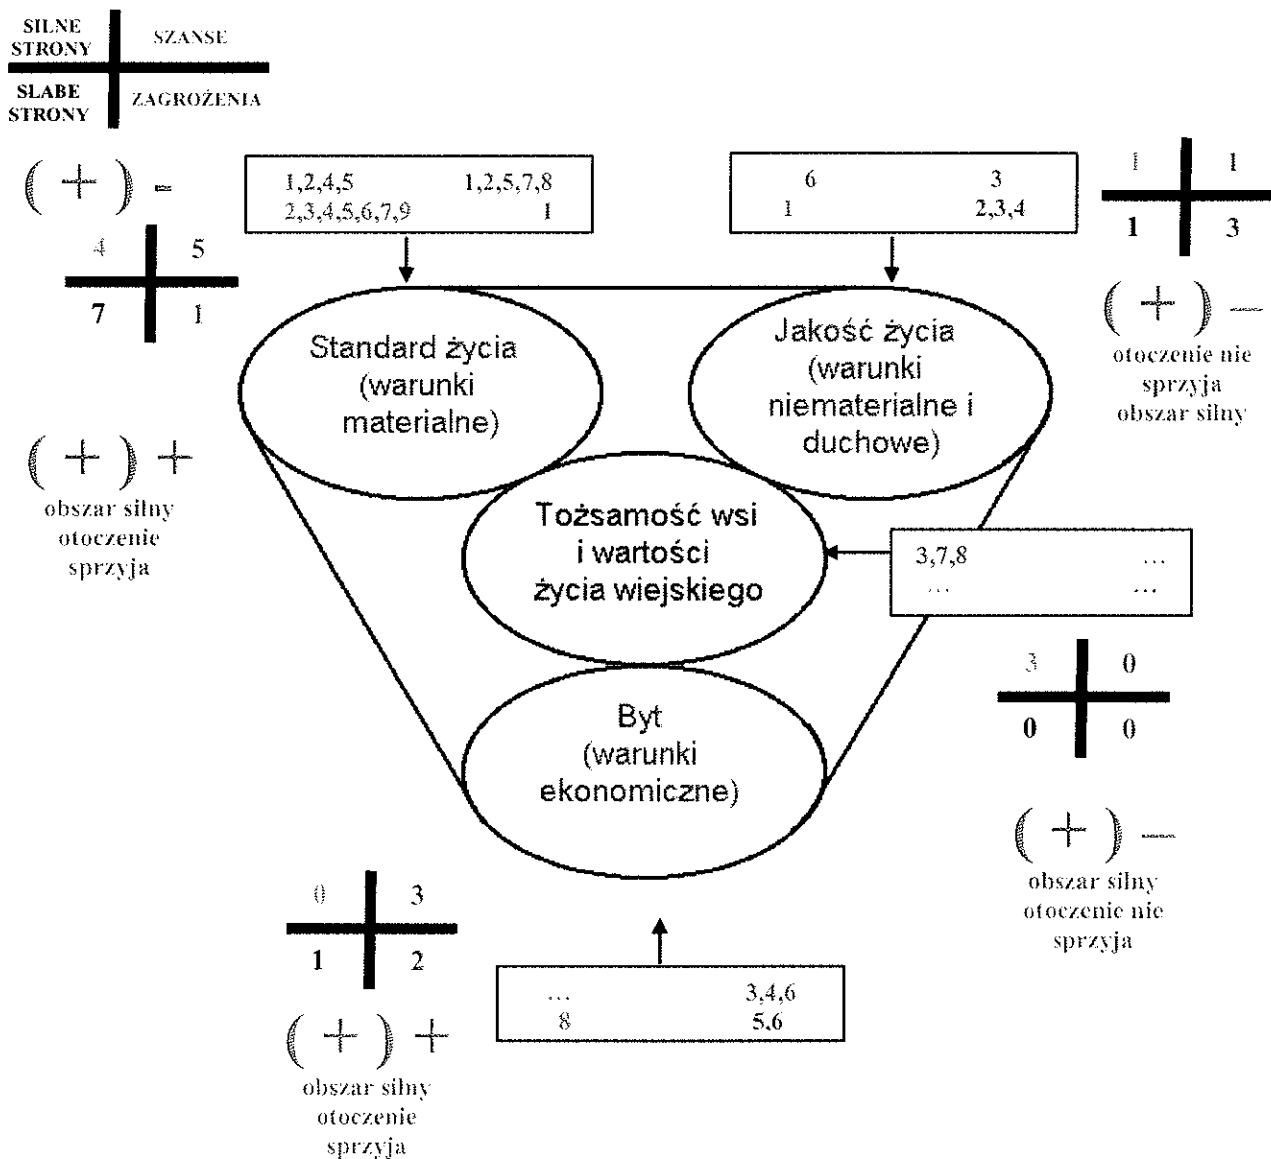 SILNE
STRONY
SZANSE
SLABE
STRONY
ZAGROŻENIA
( + ) -
1,2,4,5 1,2,5,7,8
2,3,4,5,6,7,9 1
6 3
1 2,3,4
1 1
1 3
4 5
7 1
( + ) –
otoczenie nie
sprzyja
obszar silny
Standard życia
(warunki
materialne)
Jakość życia
(warunki
niematerialne i
duchowe)
( + ) +
obszar silny
otoczenie
sprzyja
Tożsamość wsi
i wartości
życia wiejskiego
3,7,8 ...
... ...
3 0
0 0
Byt
(warunki
ekonomiczne)
( + ) –
obszar silny
otoczenie nie
sprzyja
0 3
1 2
... 3,4,6
8 5,6
( + ) +
obszar silny
otoczenie
sprzyja